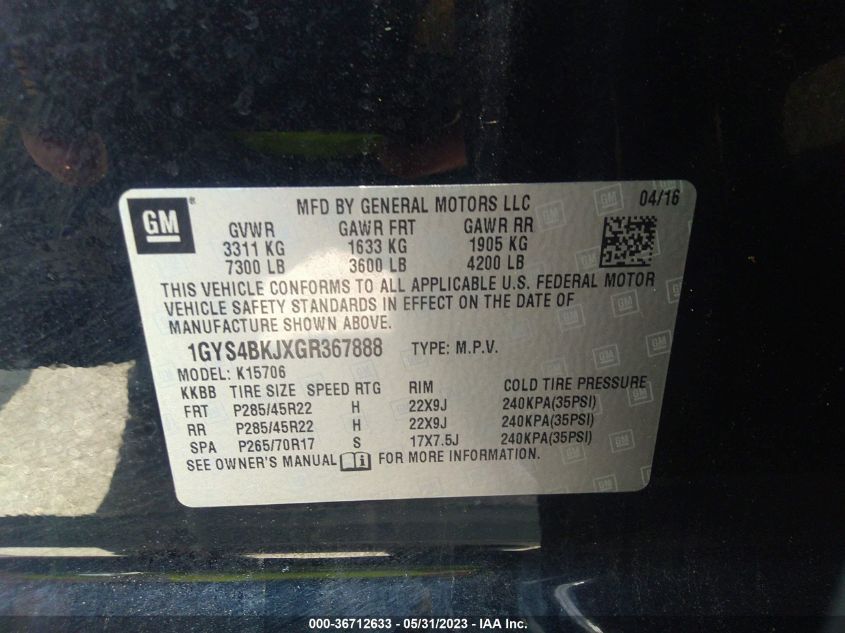 GM
MFD BY GENERAL MOTORS LLC 04/16
GVWR GAWR FRT GAWR RR
3311 KG 1633 KG 1905 KG
7300 LB 3600 LB 4200 LB
THIS VEHICLE CONFORMS TO ALL APPLICABLE U.S. FEDERAL MOTOR
VEHICLE SAFETY STANDARDS IN EFFECT ON THE DATE OF
MANUFACTURE SHOWN ABOVE.
1GYS4BKJXGR367888 TYPE: M.P.V.
MODEL: K15706
KKBB TIRE SIZE SPEED RTG RIM COLD TIRE PRESSURE
FRT P285/45R22 H 22X9J 240KPA(35PSI)
RR P285/45R22 H 22X9J 240KPA(35PSI)
SPA P265/70R17 S 17X7.5J 240KPA(35PSI)
SEE OWNER'S MANUAL FOR MORE INFORMATION.
000-36712633 - 05/31/2023 - IAA Inc.